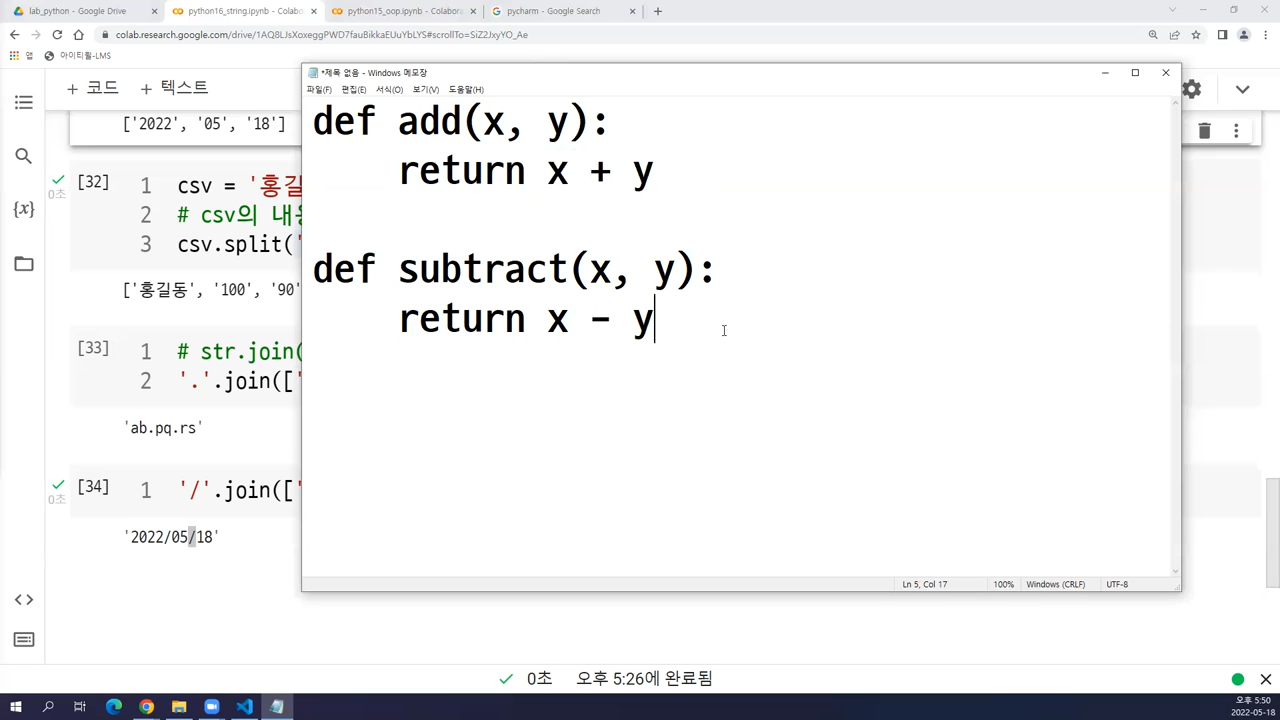 lab_python - Google Drive
python16_string.ipynb - Colabo
python15_oop.ipynb - Colabora
pycharm - Google Search
colab.research.google.com/drive/1AQ8LJsXoxeggPWD7fauBikkaEUuYbLYS#scrollTo=SiZ2JxyYO_Ae
앱 아이티윌-LMS
+ 코드 + 텍스트
['2022', '05', '18']
[32] 1 csv = '홍길
0초 2 # csv의 내용
3 csv.split('
['홍길동', '100', '90'
[33] 1 # str.join(
2 '.'.join(['
'ab.pq.rs'
[34] 1 '/'.join(['
0초
'2022/05/18'
*제목 없음 - Windows 메모장
파일(F) 편집(E) 서식(O) 보기(V) 도움말(H)
def add(x, y):
    return x + y
def subtract(x, y):
    return x - y
Ln 5, Col 17 100% Windows (CRLF) UTF-8
0초 오후 5:26에 완료됨
오후 5:50
2022-05-18